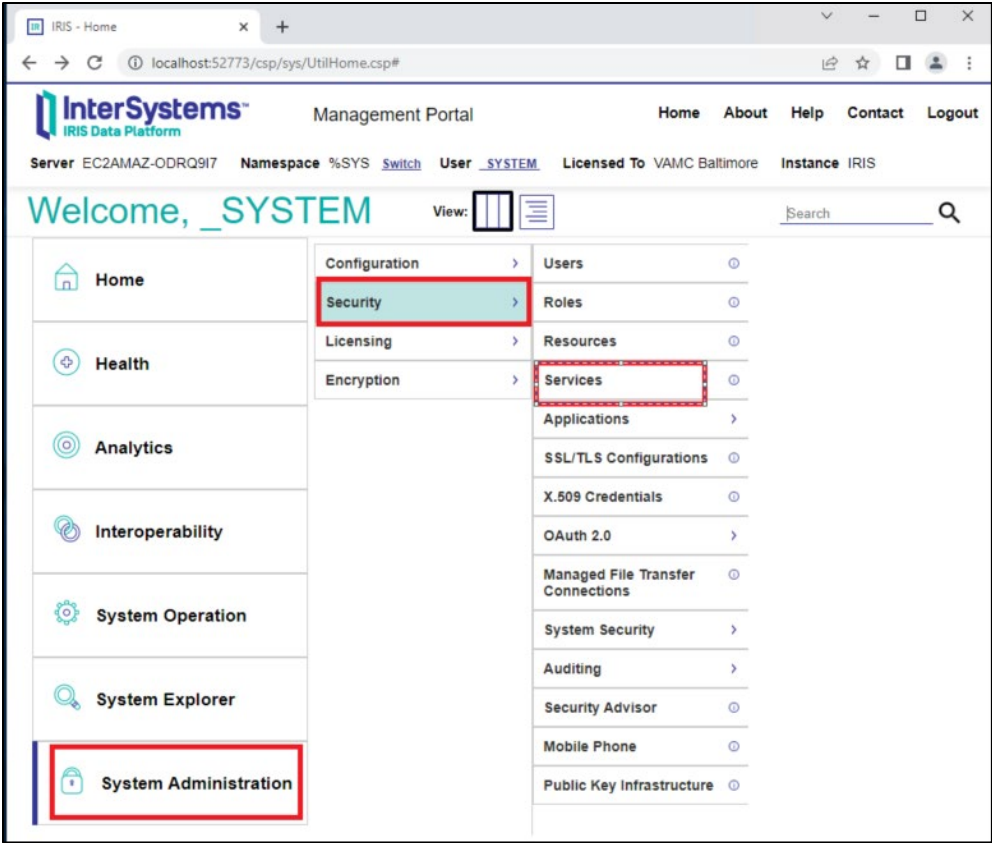 IRIS - Home
localhost:52773/csp/sys/UtilHome.csp#
InterSystems™
IRIS Data Platform
Management Portal
Home About Help Contact Logout
Server EC2AMAZ-ODRQ9I7 Namespace %SYS Switch User _SYSTEM Licensed To VAMC Baltimore Instance IRIS
Welcome, _SYSTEM
View:
Search
Home
Health
Analytics
Interoperability
System Operation
System Explorer
System Administration
Configuration
Security
Licensing
Encryption
Users
Roles
Resources
Services
Applications
SSL/TLS Configurations
X.509 Credentials
OAuth 2.0
Managed File Transfer
Connections
System Security
Auditing
Security Advisor
Mobile Phone
Public Key Infrastructure